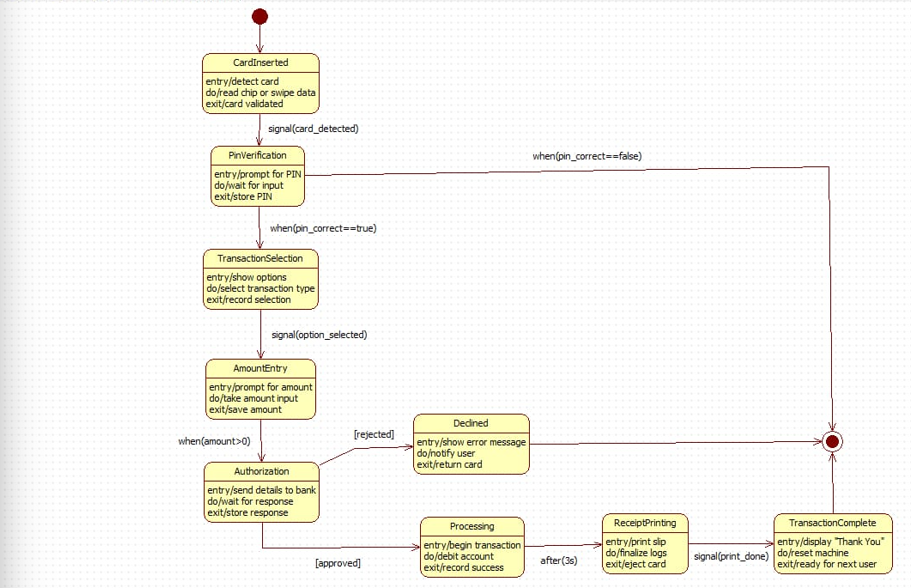 CardInserted
entry/detect card
do/read chip or swipe data
exit/card validated
signal(card_detected)
PinVerification
entry/prompt for PIN
do/wait for input
exit/store PIN
when(pin_correct==false)
when(pin_correct==true)
TransactionSelection
entry/show options
do/select transaction type
exit/record selection
signal(option_selected)
AmountEntry
entry/prompt for amount
do/take amount input
exit/save amount
when(amount>0)
[rejected]
Declined
entry/show error message
do/notify user
exit/return card
Authorization
entry/send details to bank
do/wait for response
exit/store response
[approved]
Processing
entry/begin transaction
do/debit account
exit/record success
after(3s)
ReceiptPrinting
entry/print slip
do/finalize logs
exit/eject card
signal(print_done)
TransactionComplete
entry/display "Thank You"
do/reset machine
exit/ready for next user